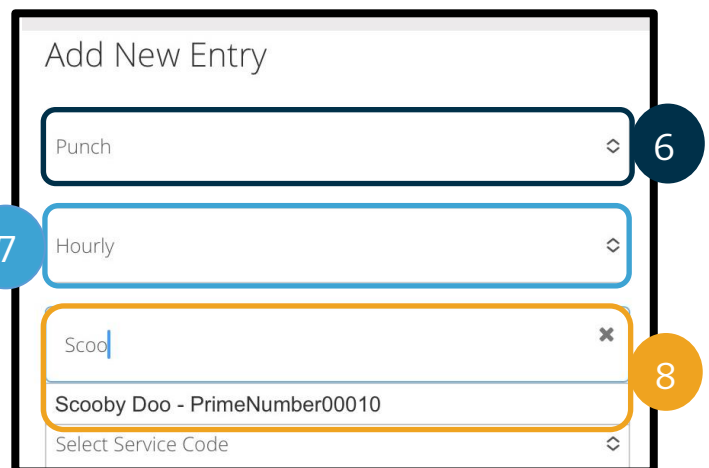 Add New Entry
Punch
6
7
Hourly
Scoo
8
Scooby Doo - PrimeNumber00010
Select Service Code